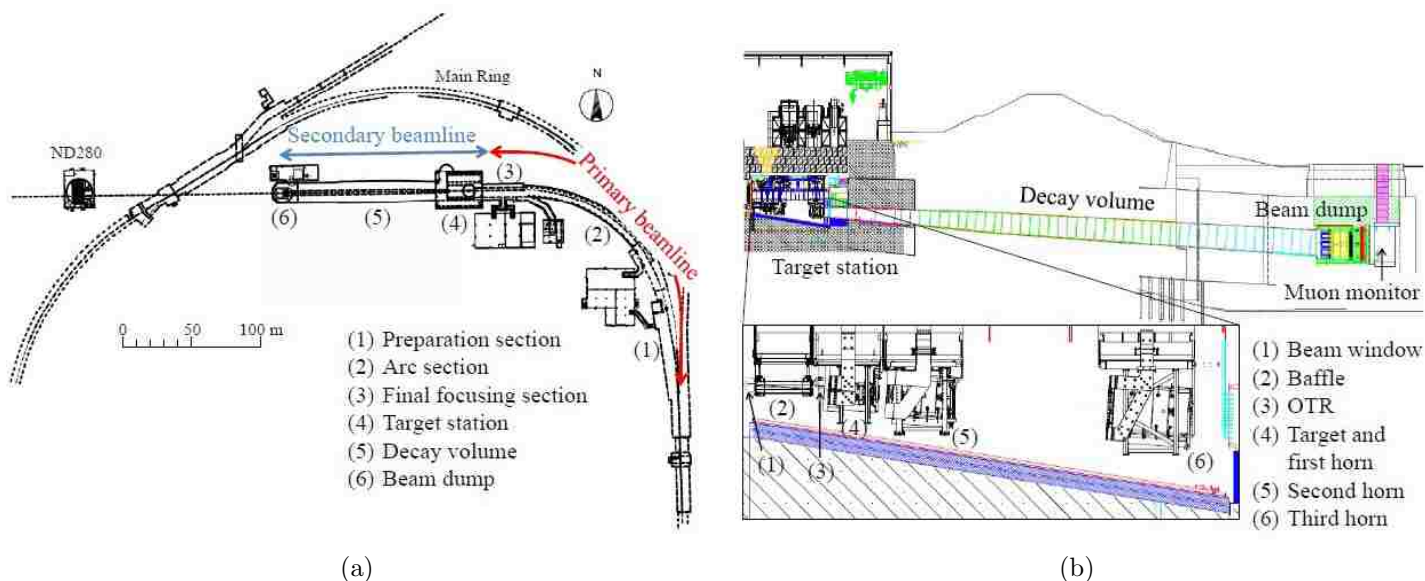 Main Ring
N
Secondary beamline
ND280
(3)
Primary beamline
(6)
(5)
(4)
(2)
(1)
0 50 100 m
(1) Preparation section
(2) Arc section
(3) Final focusing section
(4) Target station
(5) Decay volume
(6) Beam dump
(a)
Decay volume
Beam dump
Target station
Muon monitor
(2)
(4)
(5)
(6)
(1)
(3)
(1) Beam window
(2) Baffle
(3) OTR
(4) Target and
first horn
(5) Second horn
(6) Third horn
(b)